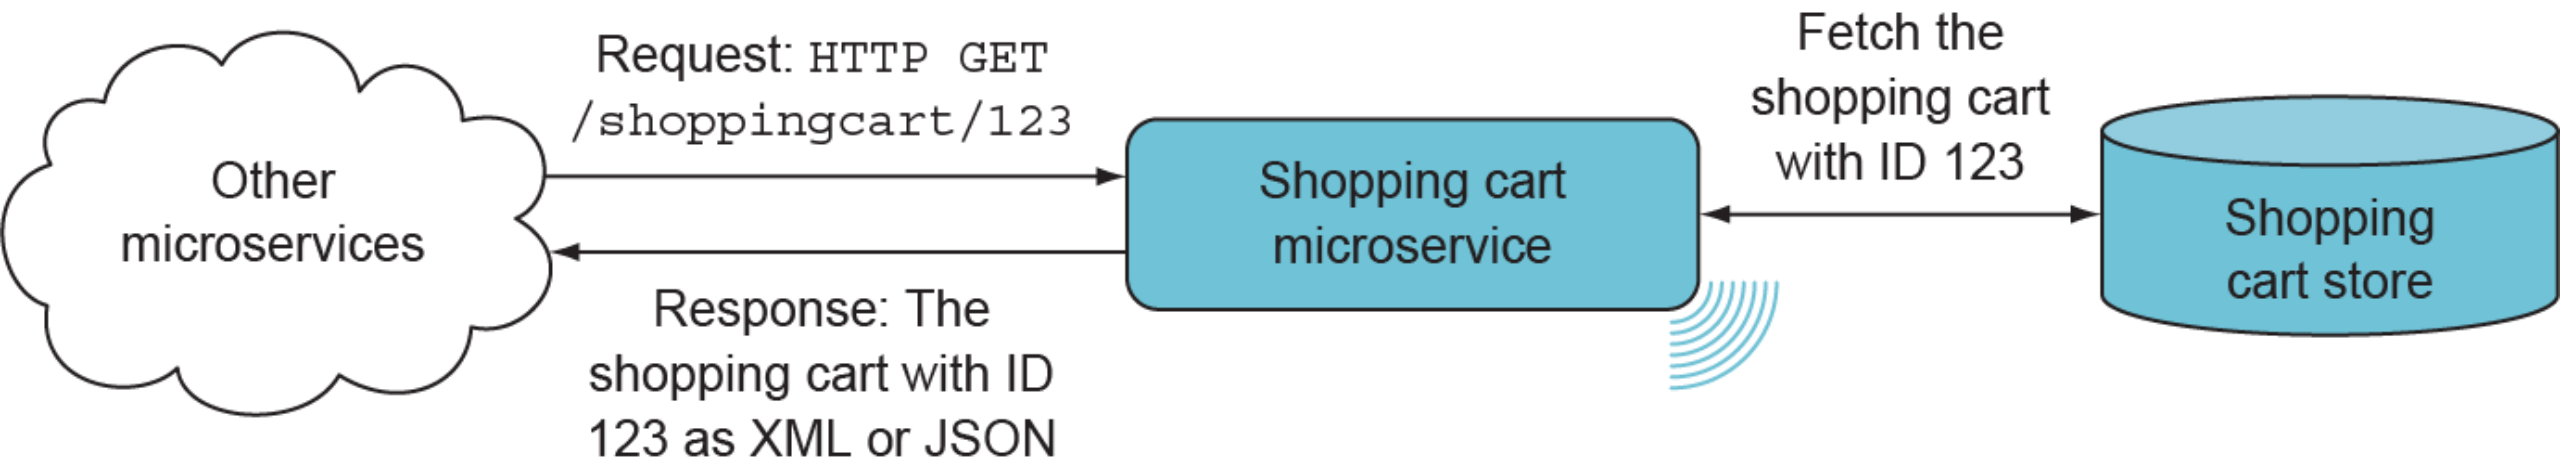 Other
microservices
Request: HTTP GET
/shoppingcart/123
Response: The
shopping cart with ID
123 as XML or JSON
Shopping cart
microservice
Fetch the
shopping cart
with ID 123
Shopping
cart store